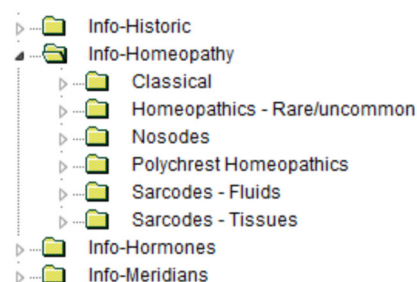 Info-Historic
Info-Homeopathy
Classical
Homeopathics - Rare/uncommon
Nosodes
Polychrest Homeopathics
Sarcodes - Fluids
Sarcodes - Tissues
Info-Hormones
Info-Meridians